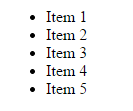 • Item 1
• Item 2
• Item 3
• Item 4
• Item 5